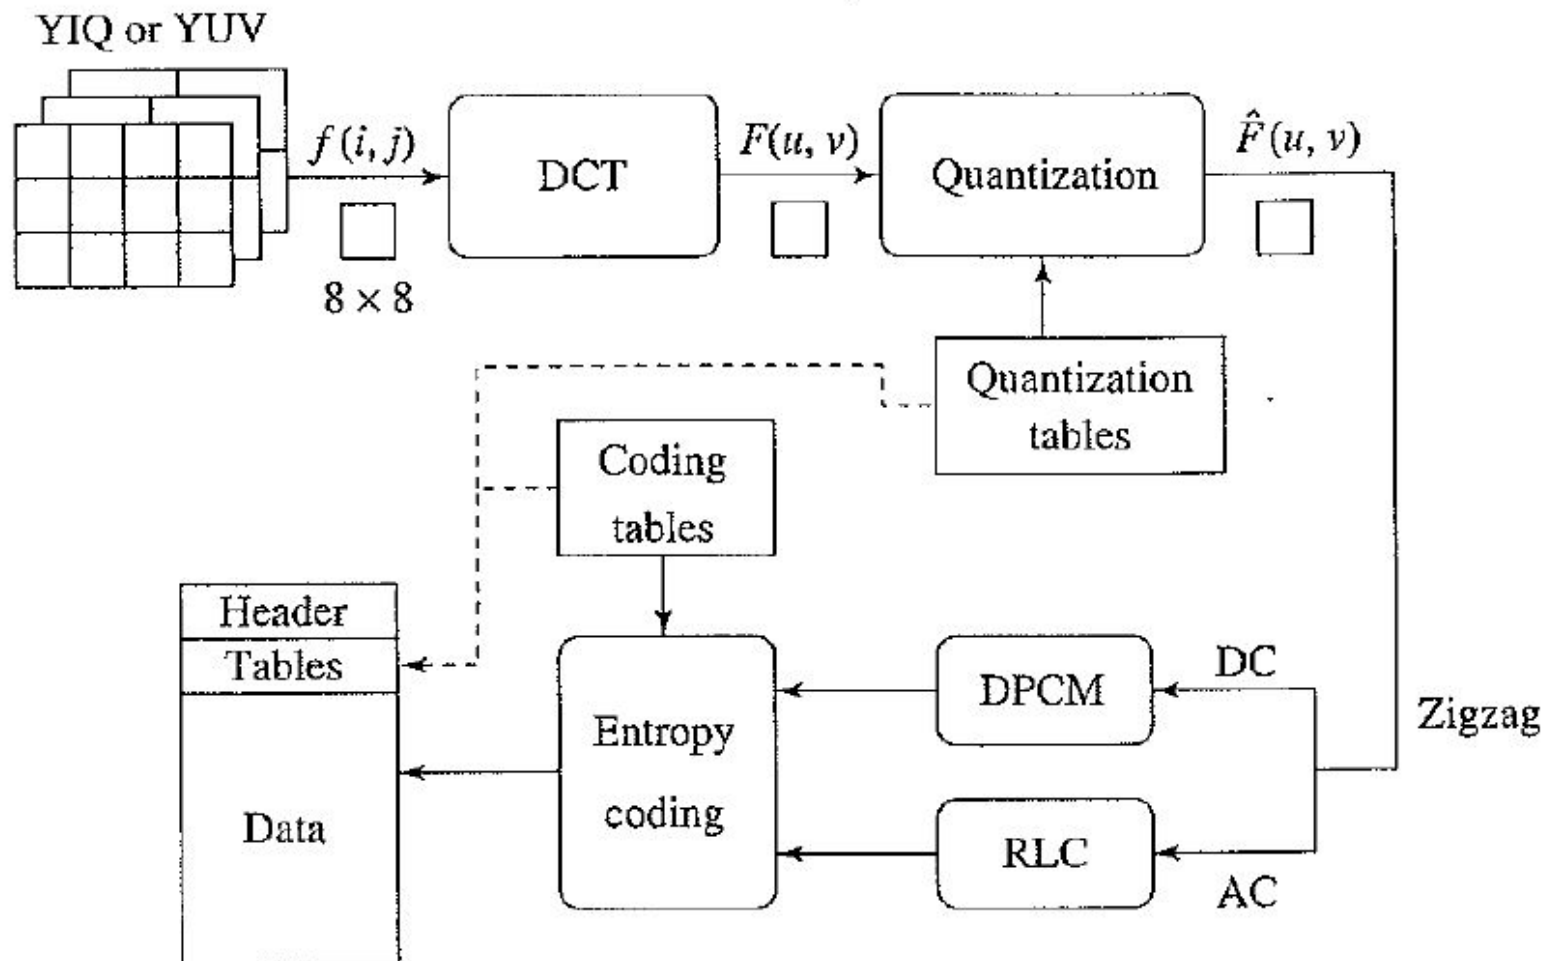 YIQ or YUV
f(i, j)
8 × 8
DCT
F(u, v)
Quantization
F̂(u, v)
Quantization
tables
Coding
tables
Header
Tables
Data
Entropy
coding
DPCM
DC
RLC
AC
Zigzag